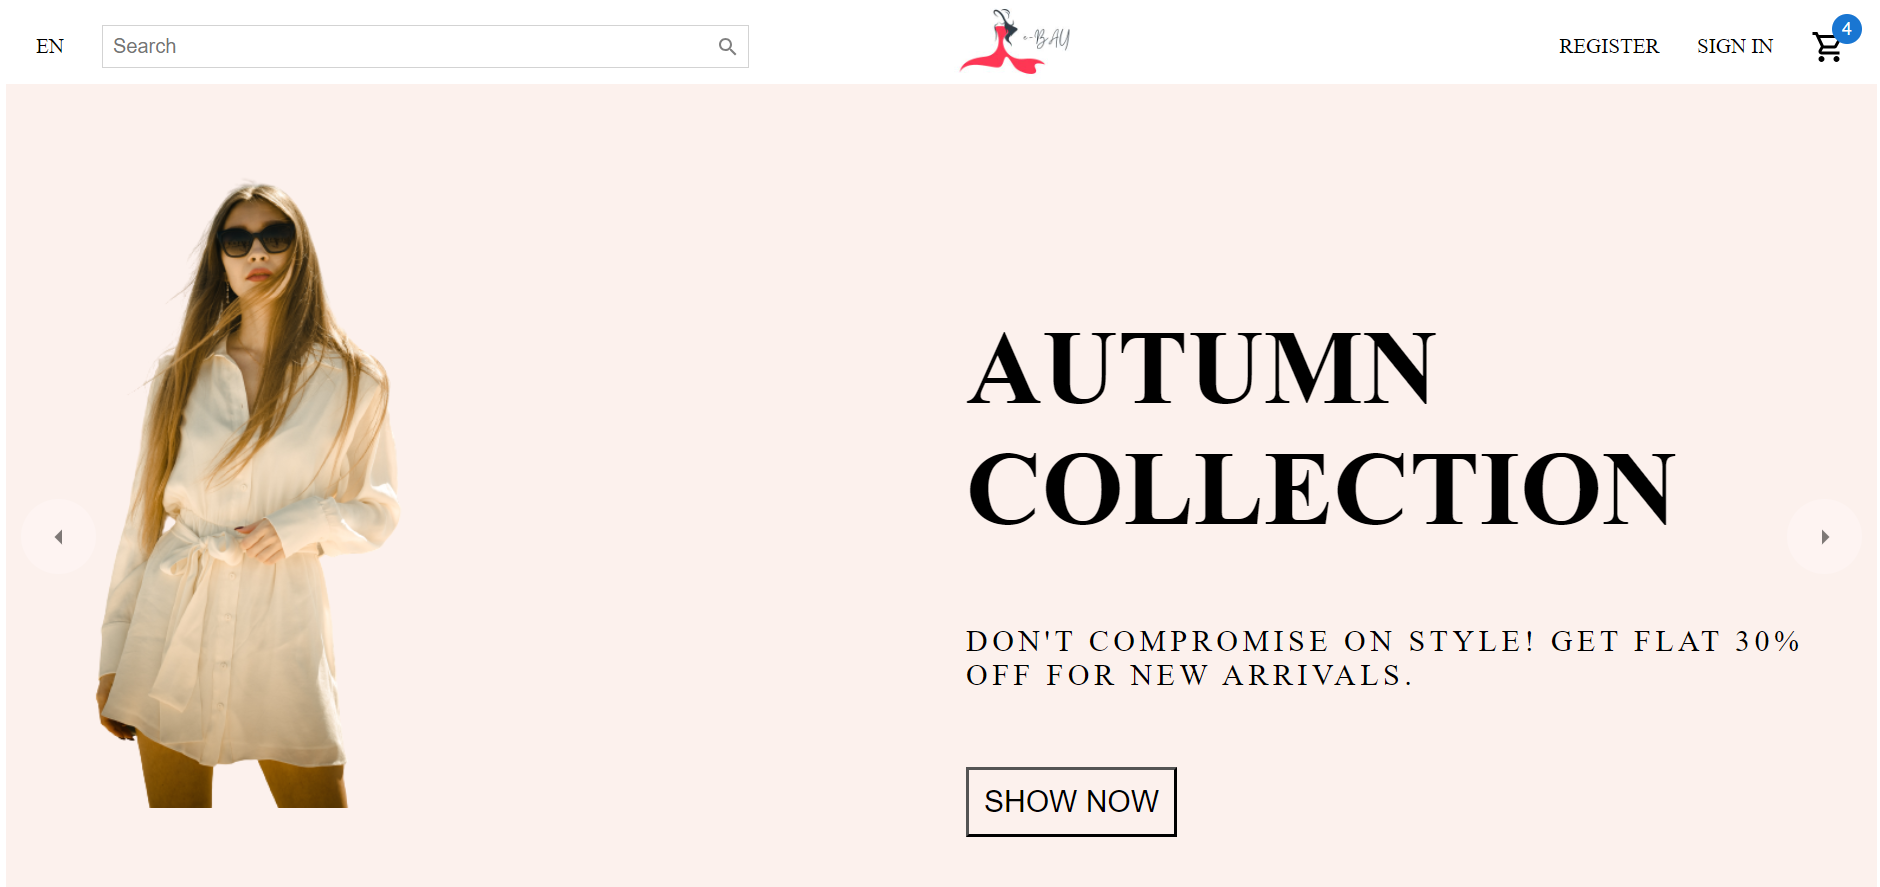 EN
Search
e-BAY
REGISTER
SIGN IN
4
AUTUMN
COLLECTION
DON'T COMPROMISE ON STYLE! GET FLAT 30%
OFF FOR NEW ARRIVALS.
SHOW NOW